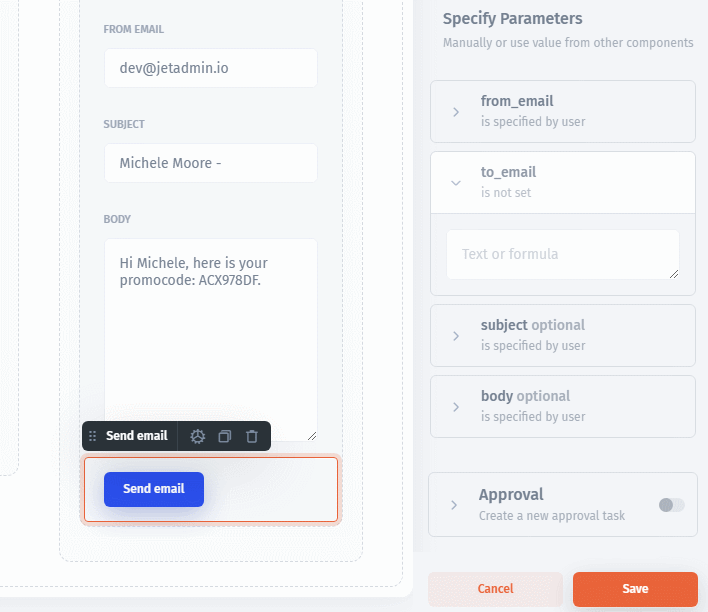 FROM EMAIL
dev@jetadmin.io
SUBJECT
Michele Moore -
BODY
Hi Michele, here is your
promocode: ACX978DF.
Send email
Send email
Specify Parameters
Manually or use value from other components
from_email
is specified by user
to_email
is not set
Text or formula
subject optional
is specified by user
body optional
is specified by user
Approval
Create a new approval task
Cancel
Save